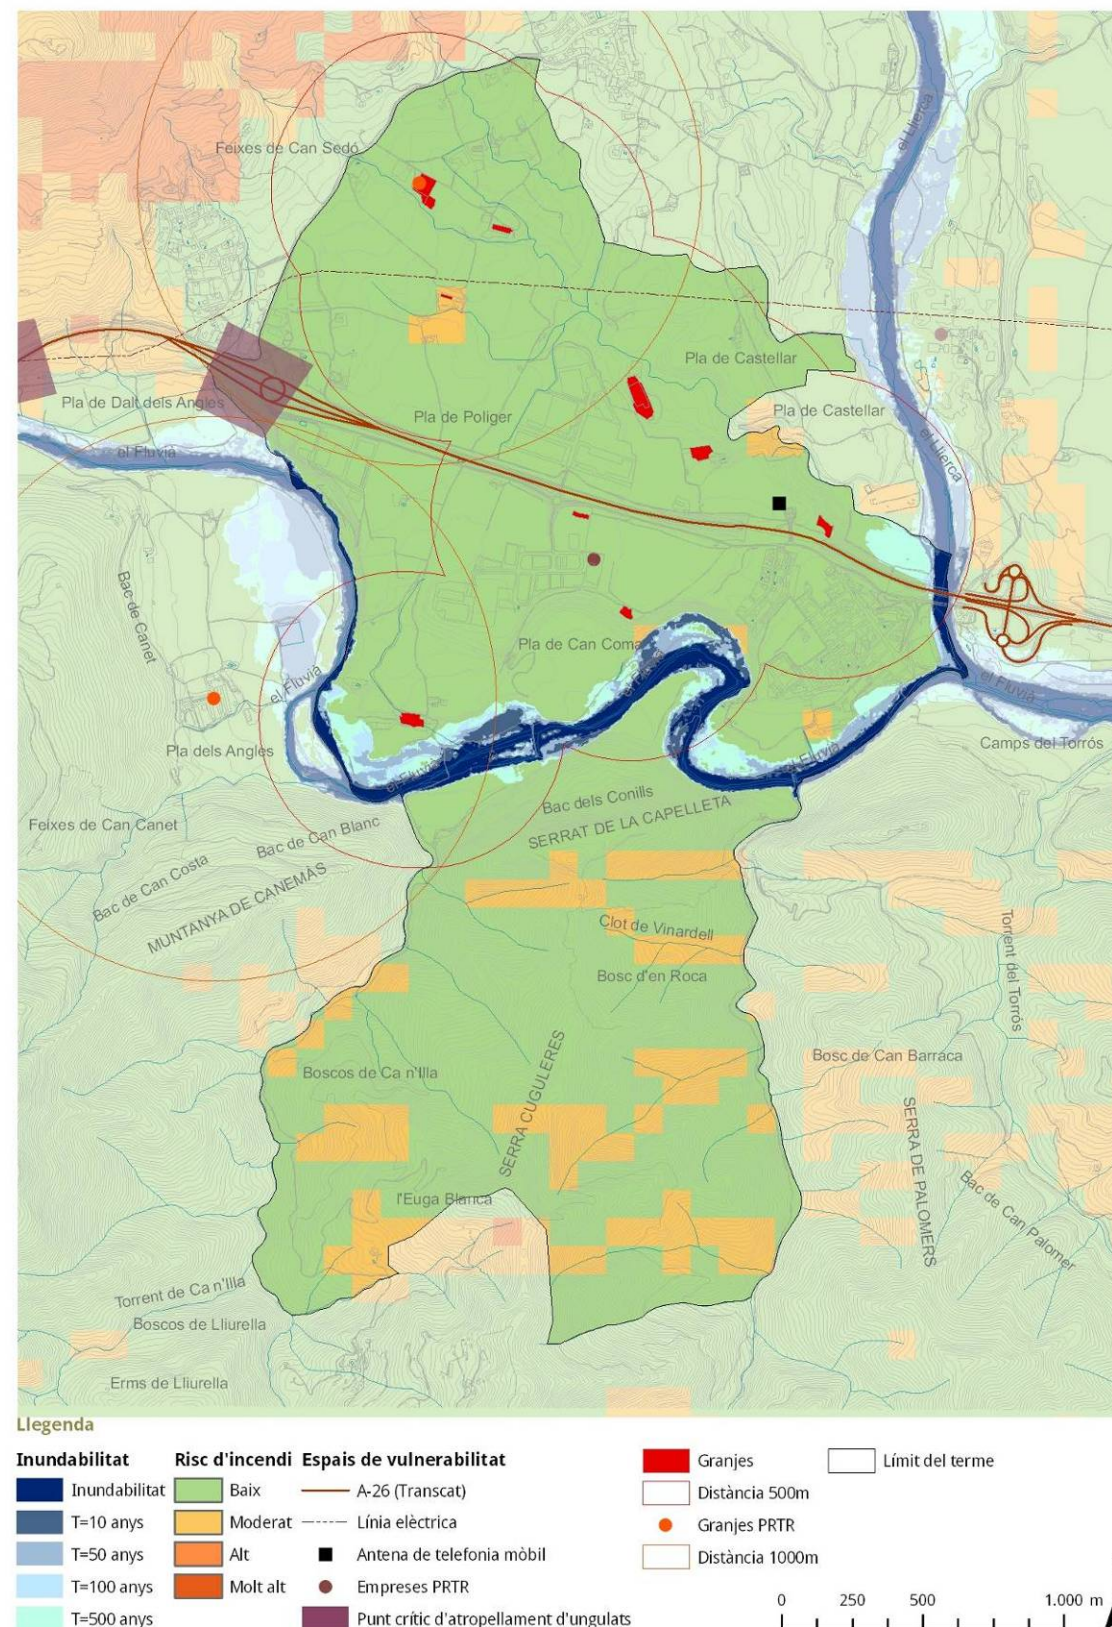 el Llierca
Feixes de Can Sedó
Pla de Castellar
Pla de Castellar
Pla de Dalt dels Angles
Pla de Poliger
el Fluvià
el Llierca
Bac de Canet
Pla de Can Coma
el Fluvià
el Fluvià
Pla dels Angles
Camps del Torrós
el Fluvià
el Fluvià
Bac dels Conills
SERRAT DE LA CAPELLETA
Feixes de Can Canet
Bac de Can Blanc
Bac de Can Costa
MUNTANYA DE CANEMÀS
Clot de Vinardell
Torrent del Torrós
Bosc d'en Roca
Boscos de Ca n'Illa
SERRA CUGULERES
Bosc de Can Barraca
SERRA DE PALOMERS
l'Euga Blanca
Bac de Can Palomer
Torrent de Ca n'Illa
Boscos de Lliurella
Erms de Lliurella
Llegenda
Inundabilitat
Inundabilitat
T=10 anys
T=50 anys
T=100 anys
T=500 anys
Risc d'incendi
Baix
Moderat
Alt
Molt alt
Espais de vulnerabilitat
A-26 (Transcat)
Línia elèctrica
Antena de telefonia mòbil
Empreses PRTR
Punt crític d'atropellament d'ungulats
Granjes
Distància 500m
Granjes PRTR
Distància 1000m
Límit del terme
0 250 500 1.000 m